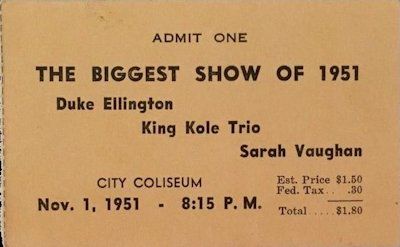 ADMIT ONE
THE BIGGEST SHOW OF 1951
Duke Ellington
King Kole Trio
Sarah Vaughan
CITY COLISEUM
Nov. 1, 1951 - 8:15 P. M.
Est. Price $1.50
Fed. Tax .. .30
Total .... $1.80